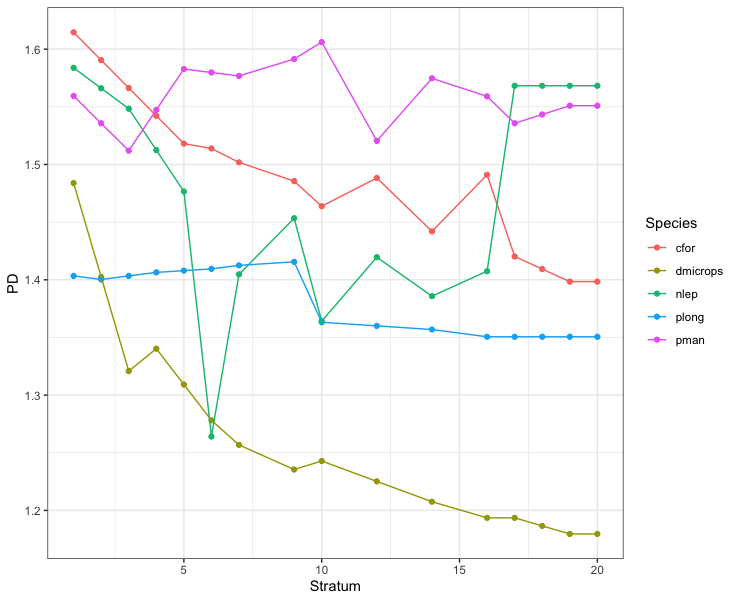 1.6
1.5
1.4
1.3
1.2
PD
5
10
15
20
Stratum
Species
cfor
dmicrops
nlep
plong
pman